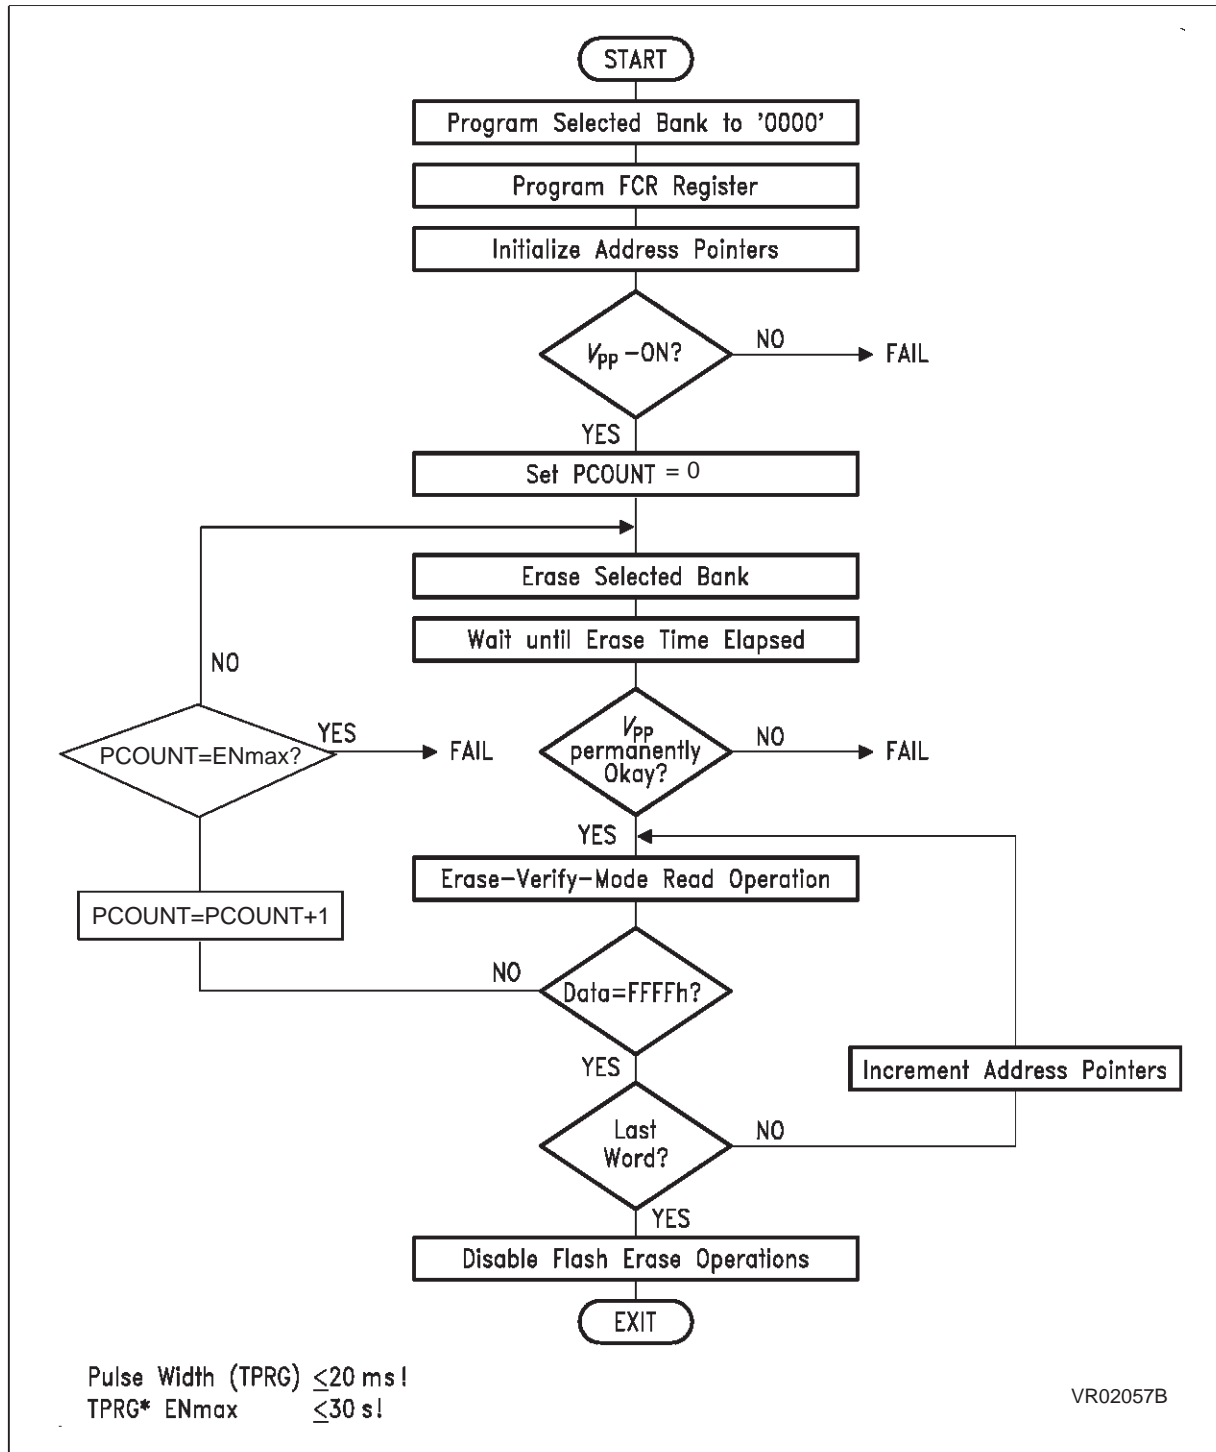 START
Program Selected Bank to '0000'
Program FCR Register
Initialize Address Pointers
VPP -ON?
NO
FAIL
YES
Set PCOUNT = 0
Erase Selected Bank
Wait until Erase Time Elapsed
NO
PCOUNT=ENmax?
YES
FAIL
VPP
permanently
Okay?
NO
FAIL
YES
Erase-Verify-Mode Read Operation
PCOUNT=PCOUNT+1
NO
Data=FFFFh?
YES
Increment Address Pointers
Last
Word?
NO
YES
Disable Flash Erase Operations
EXIT
Pulse Width (TPRG) ≤20 ms!
TPRG* ENmax ≤30 s!
VR02057B